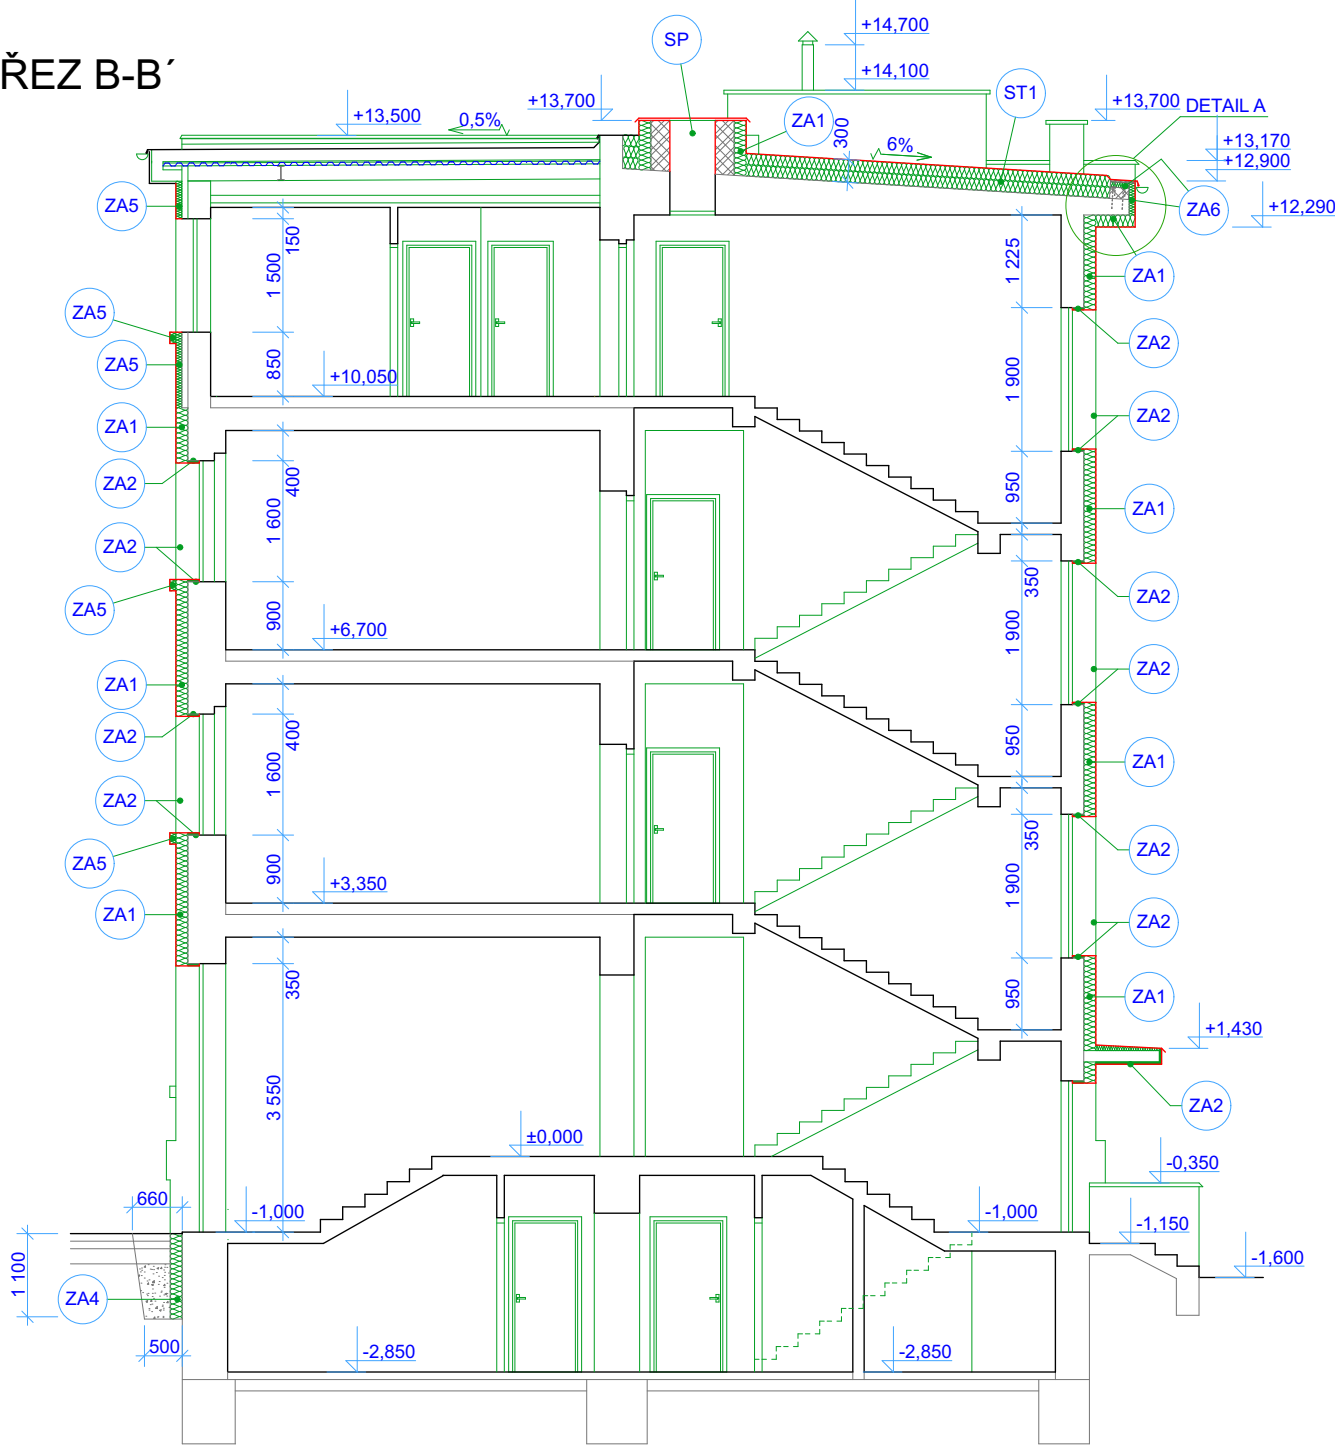 ŘEZ B-B´
SP
+14,700
+14,100
ST1
+13,500
0,5%
+13,700
ZA1
300
6%
+13,700
DETAIL A
+13,170
+12,900
ZA5
ZA6
+12,290
150
1 500
1 225
ZA1
ZA5
ZA2
ZA5
850
+10,050
1 900
ZA1
ZA2
ZA2
400
950
1 600
ZA1
ZA2
350
ZA2
ZA5
900
+6,700
1 900
ZA2
ZA1
ZA2
400
950
1 600
ZA1
ZA2
350
ZA2
ZA5
900
+3,350
1 900
ZA1
ZA2
350
950
ZA1
+1,430
3 550
ZA2
±0,000
-0,350
660
-1,000
-1,000
-1,150
1 100
-1,600
ZA4
500
-2,850
-2,850